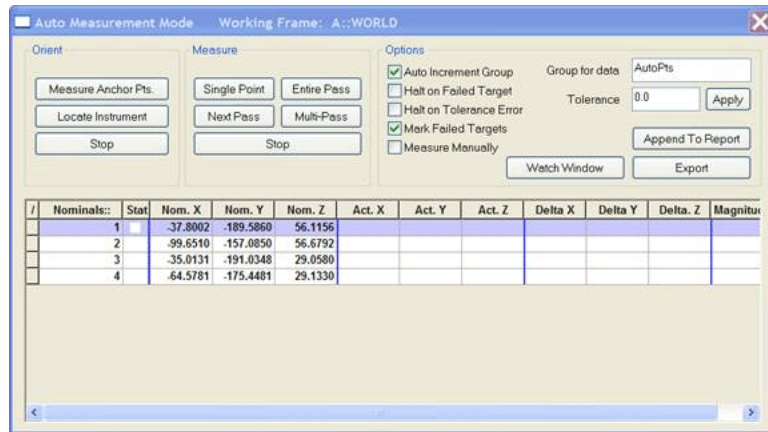 Auto Measurement Mode Working Frame: A::WORLD
Orient
Measure Anchor Pts.
Locate Instrument
Stop
Measure
Single Point Entire Pass
Next Pass Multi-Pass
Stop
Options
Auto Increment Group
Halt on Failed Target
Halt on Tolerance Error
Mark Failed Targets
Measure Manually
Group for data AutoPts
Tolerance 0.0 Apply
Append To Report
Watch Window Export
/ Nominals:: Stat Nom. X Nom. Y Nom. Z Act. X Act. Y Act. Z Delta X Delta Y Delta. Z Magnitu
1 -37.8002 -189.5860 56.1156
2 -99.6510 -157.0850 56.6792
3 -35.0131 -191.0348 29.0580
4 -64.5781 -175.4481 29.1330